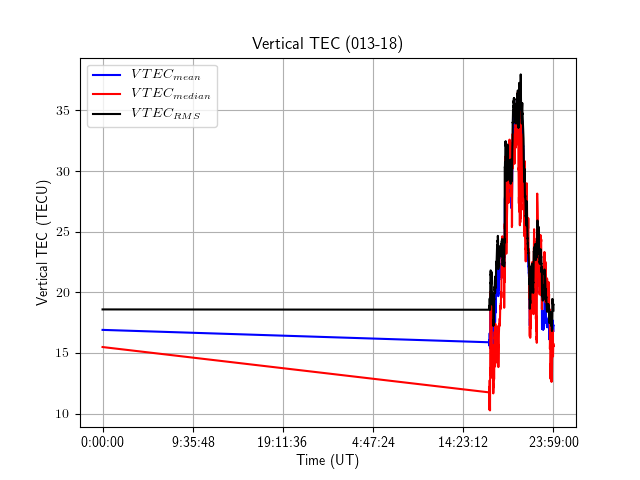 Vertical TEC (013-18)
VTEC_mean
VTEC_median
VTEC_RMS
Vertical TEC (TECU)
35
30
25
20
15
10
0:00:00 9:35:48 19:11:36 4:47:24 14:23:12 23:59:00
Time (UT)